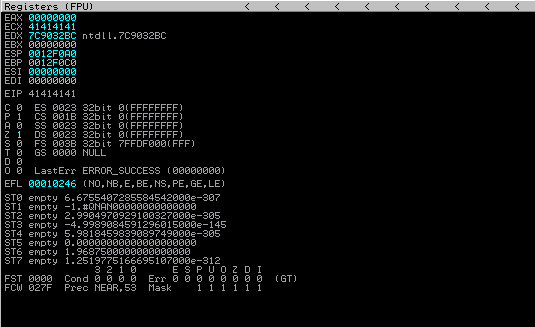 Registers (FPU) < < < < < < < < <
EAX 00000000
ECX 41414141
EDX 7C9032BC ntdll.7C9032BC
EBX 00000000
ESP 0012F0A0
EBP 0012F0C0
ESI 00000000
EDI 00000000
EIP 41414141
C 0 ES 0023 32bit 0(FFFFFFFF)
P 1 CS 001B 32bit 0(FFFFFFFF)
A 0 SS 0023 32bit 0(FFFFFFFF)
Z 1 DS 0023 32bit 0(FFFFFFFF)
S 0 FS 003B 32bit 7FFDF000(FFF)
T 0 GS 0000 NULL
D 0
O 0 LastErr ERROR_SUCCESS (00000000)
EFL 00010246 (NO,NB,E,BE,NS,PE,GE,LE)
ST0 empty 6.6755407285584542000e-307
ST1 empty -1.#QNAN00000000000000
ST2 empty 2.9904970929100327000e-305
ST3 empty -4.9989084591296015000e-145
ST4 empty 5.9818459839089749000e-305
ST5 empty 0.0000000000000000000
ST6 empty 1.9687500000000000000
ST7 empty 1.2519775166695107000e-312
3 2 1 0 E S P U O Z D I
FST 0000 Cond 0 0 0 0 Err 0 0 0 0 0 0 0 0 (GT)
FCW 027F Prec NEAR,53 Mask 1 1 1 1 1 1